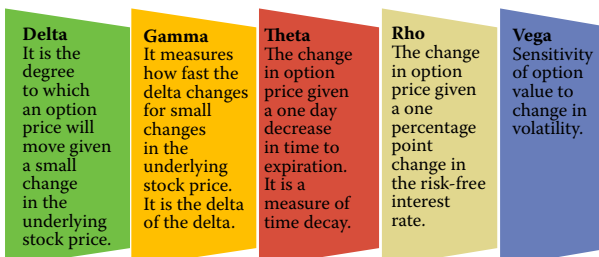 Delta
It is the
degree
to which
an option
price will
move given
a small
change
in the
underlying
stock price.
Gamma
It measures
how fast the
delta changes
for small
changes
in the
underlying
stock price.
It is the delta
of the delta.
Theta
The change
in option
price given
a one day
decrease
in time to
expiration.
It is a
measure of
time decay.
Rho
The change
in option
price given
a one
percentage
point
change in
the risk-free
interest
rate.
Vega
Sensitivity
of option
value to
change in
volatility.